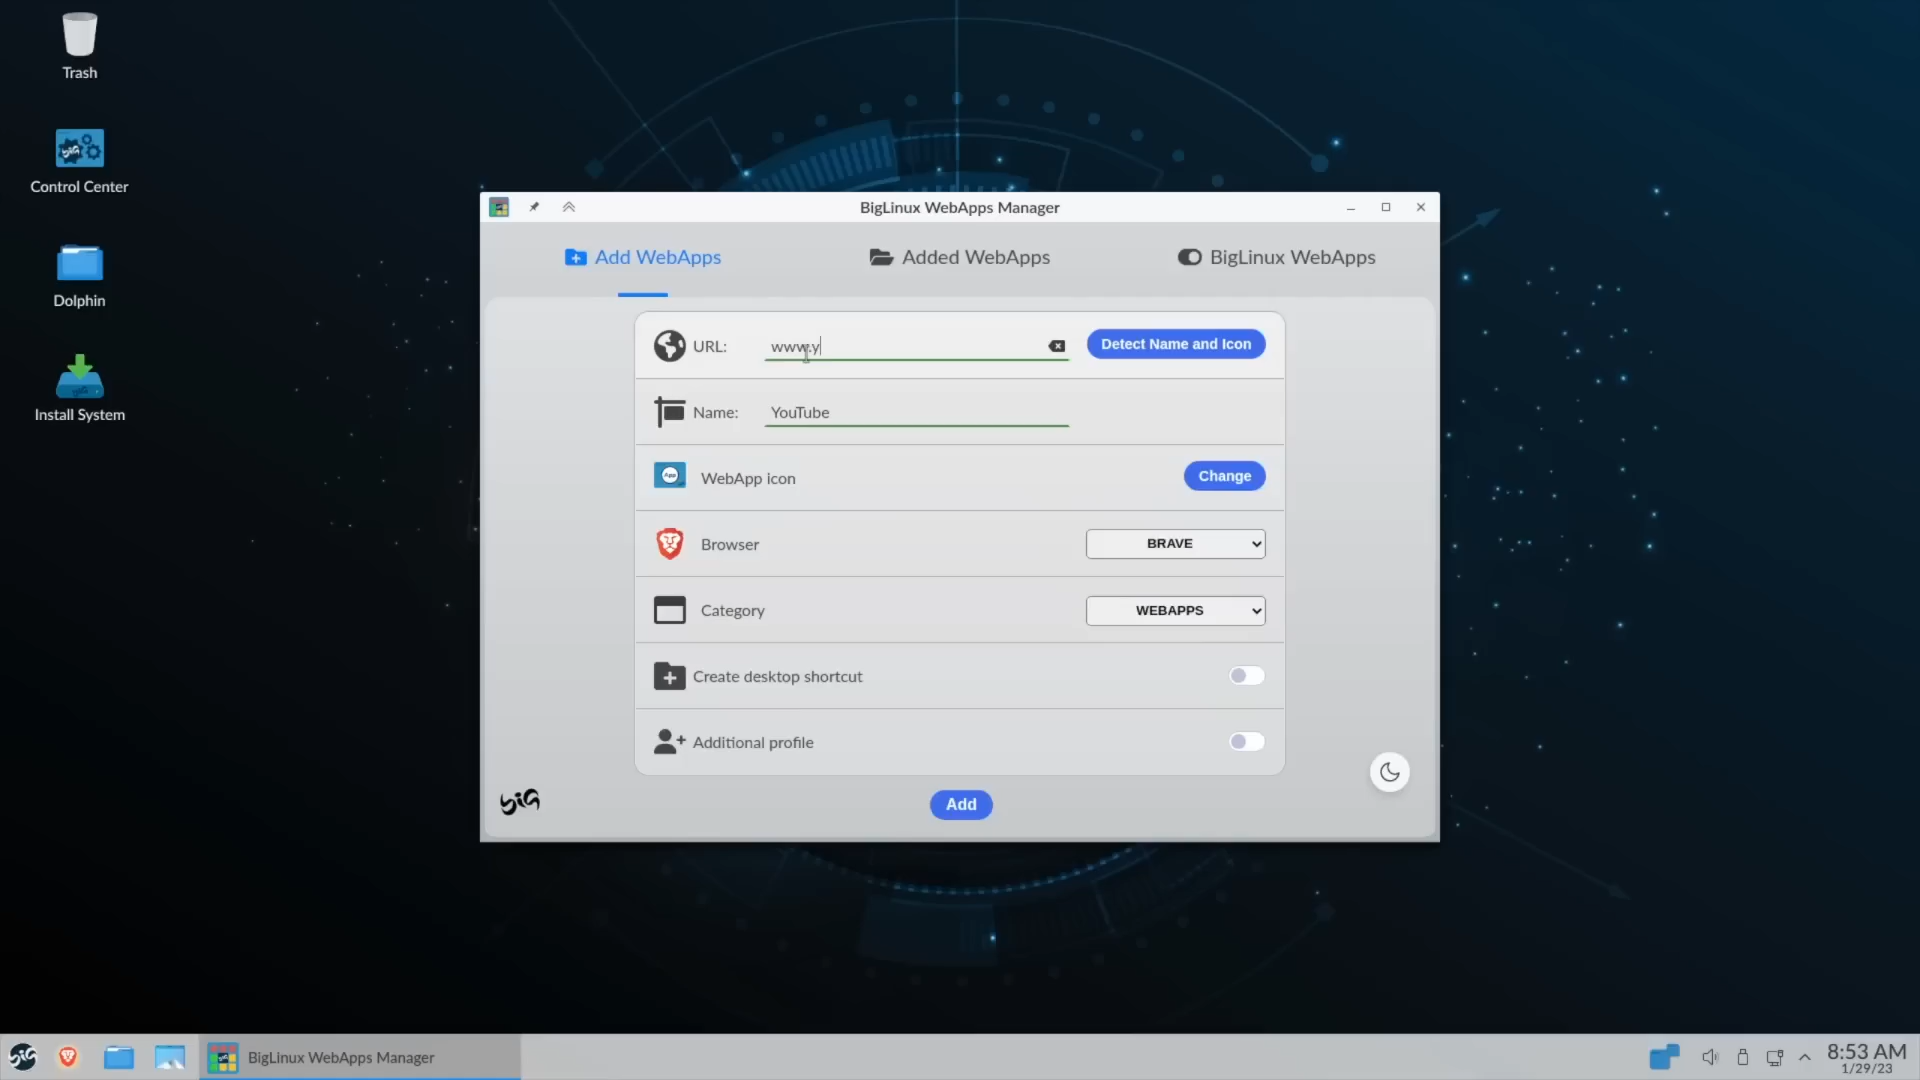 Trash
Control Center
Dolphin
Install System
BigLinux WebApps Manager
Add WebApps
Added WebApps
BigLinux WebApps
URL:
www.y
Detect Name and Icon
Name:
YouTube
App
WebApp icon
Change
Browser
BRAVE
Category
WEBAPPS
Create desktop shortcut
Additional profile
big
Add
BigLinux WebApps Manager
8:53 AM
1/29/23